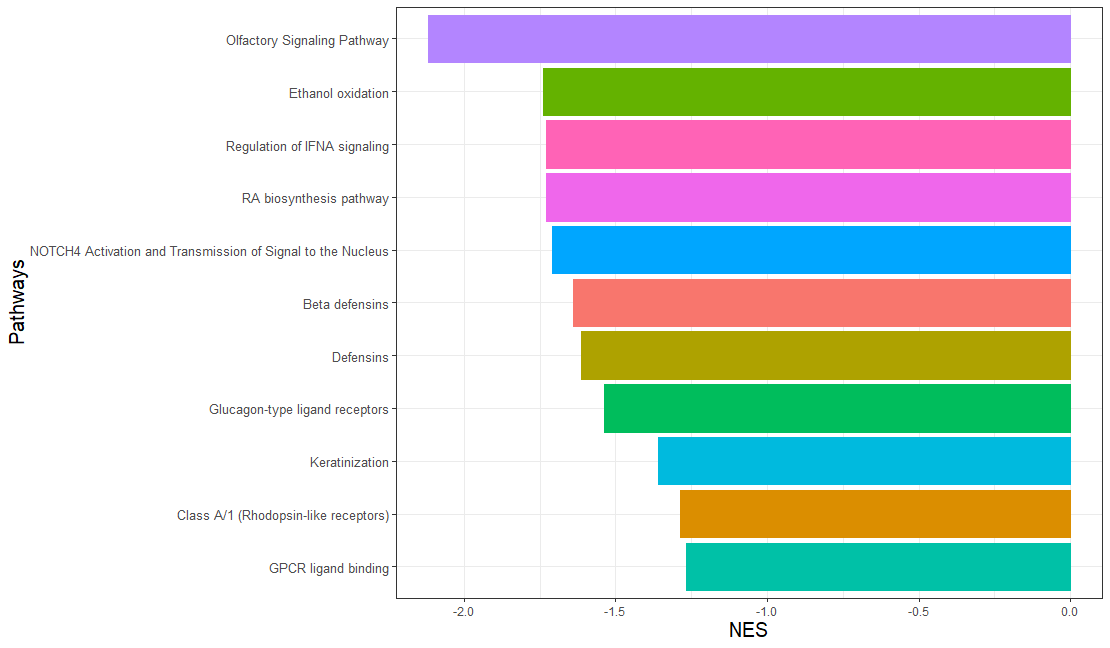 Pathways
Olfactory Signaling Pathway
Ethanol oxidation
Regulation of IFNA signaling
RA biosynthesis pathway
NOTCH4 Activation and Transmission of Signal to the Nucleus
Beta defensins
Defensins
Glucagon-type ligand receptors
Keratinization
Class A/1 (Rhodopsin-like receptors)
GPCR ligand binding
-2.0 -1.5 -1.0 -0.5 0.0
NES